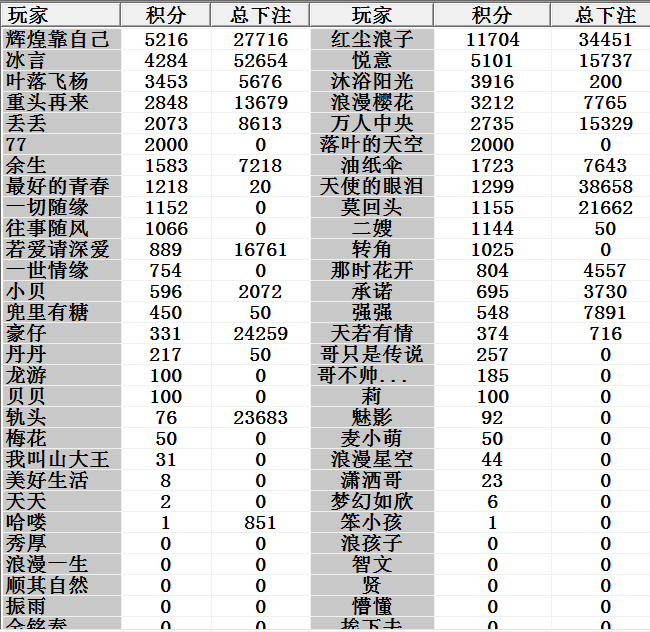 玩家 积分 总下注 玩家 积分 总下注
辉煌靠自己 5216 27716 红尘浪子 11704 34451
冰言 4284 52654 悦意 5101 15737
叶落飞杨 3453 5676 沐浴阳光 3916 200
重头再来 2848 13679 浪漫樱花 3212 7765
丢丢 2073 8613 万人中央 2735 15329
77 2000 0 落叶的天空 2000 0
余生 1583 7218 油纸伞 1723 7643
最好的青春 1218 20 天使的眼泪 1299 38658
一切随缘 1152 0 莫回头 1155 21662
往事随风 1066 0 二嫂 1144 50
若爱请深爱 889 16761 转角 1025 0
一世情缘 754 0 那时花开 804 4557
小贝 596 2072 承诺 695 3730
兜里有糖 450 50 强强 548 7891
豪仔 331 24259 天若有情 374 716
丹丹 217 50 哥只是传说 257 0
龙游 100 0 哥不帅... 185 0
贝贝 100 0 莉 100 0
轨头 76 23683 魅影 92 0
梅花 50 0 麦小萌 50 0
我叫山大王 31 0 浪漫星空 44 0
美好生活 8 0 潇洒哥 23 0
天天 2 0 梦幻如欣 6 0
哈喽 1 851 笨小孩 1 0
秀厚 0 0 浪孩子 0 0
浪漫一生 0 0 智文 0 0
顺其自然 0 0 贤 0 0
振雨 0 0 懵懂 0 0
0 0 0 0